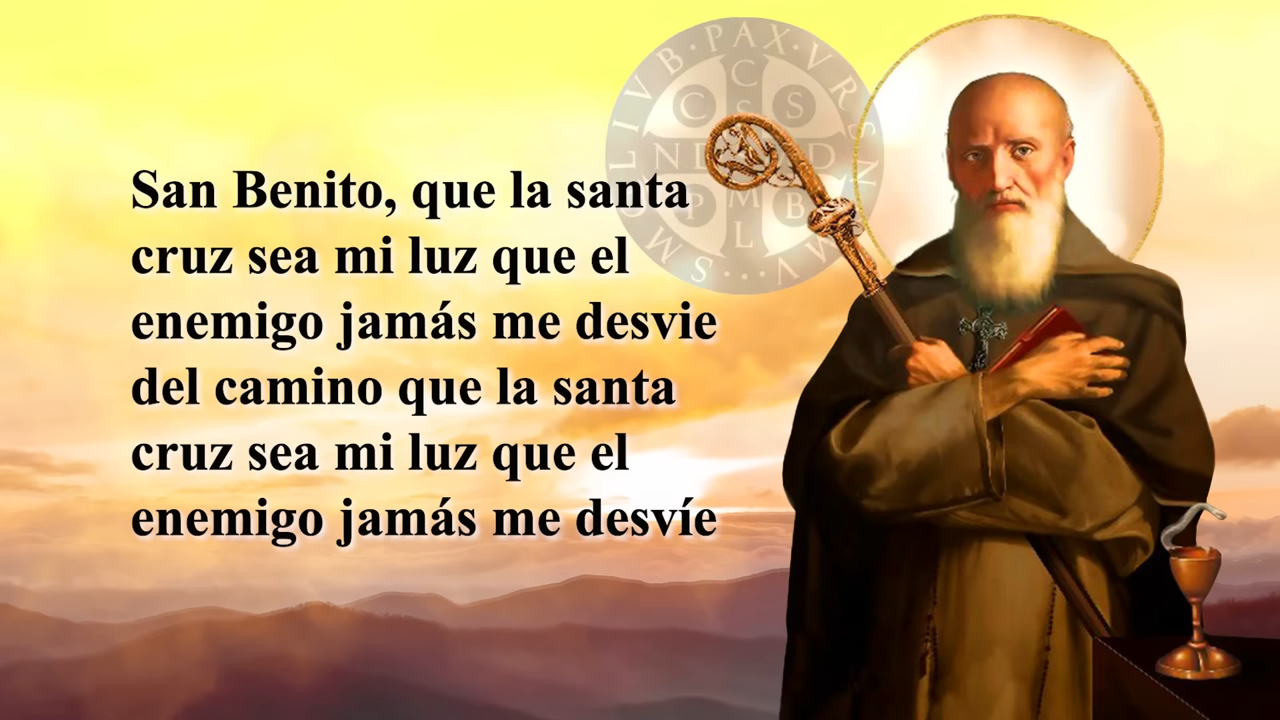 San Benito, que la santa
cruz sea mi luz que el
enemigo jamás me desvie
del camino que la santa
cruz sea mi luz que el
enemigo jamás me desvíe
PAX
C S
N D
P B
M
L